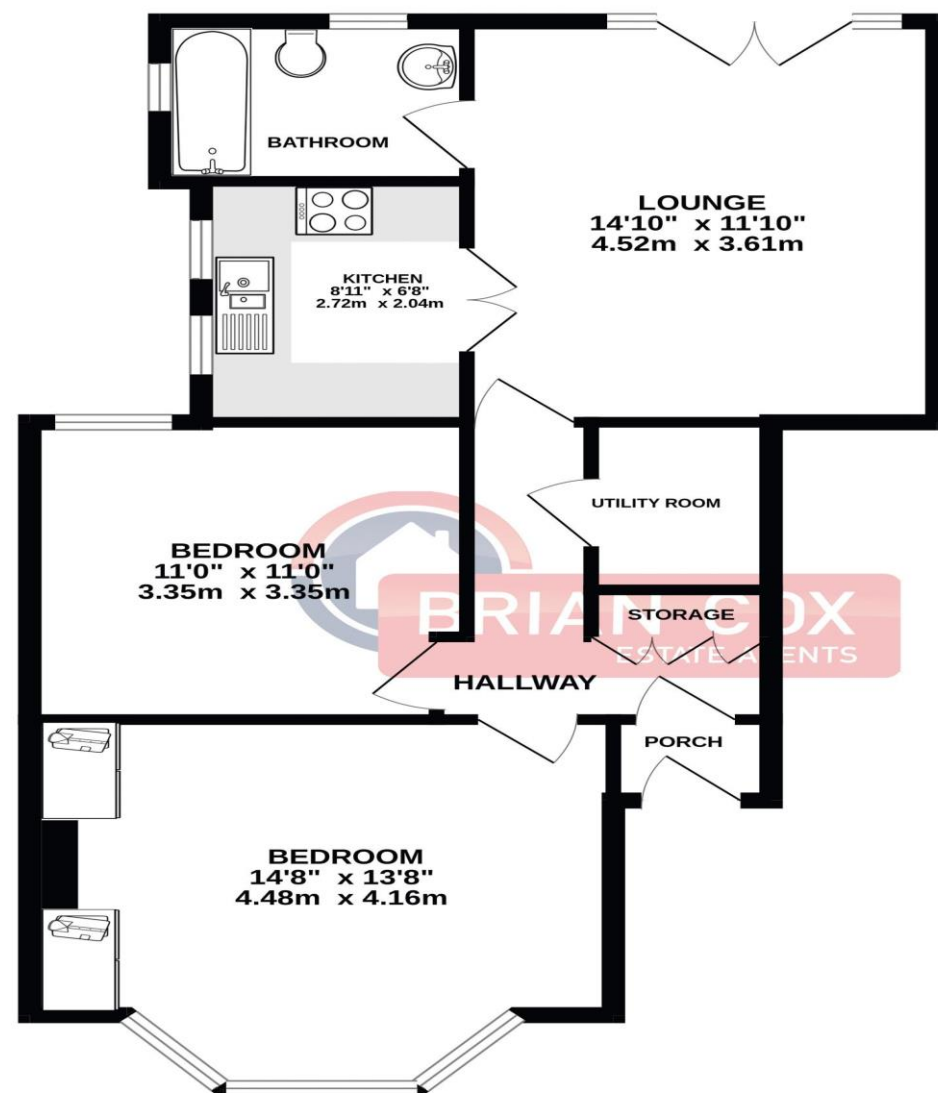 BATHROOM
LOUNGE
14'10" x 11'10"
4.52m x 3.61m
KITCHEN
8'11" x 6'8"
2.72m x 2.04m
UTILITY ROOM
BEDROOM
11'0" x 11'0"
3.35m x 3.35m
BRIAN COX
ESTATE AGENTS
STORAGE
HALLWAY
PORCH
BEDROOM
14'8" x 13'8"
4.48m x 4.16m